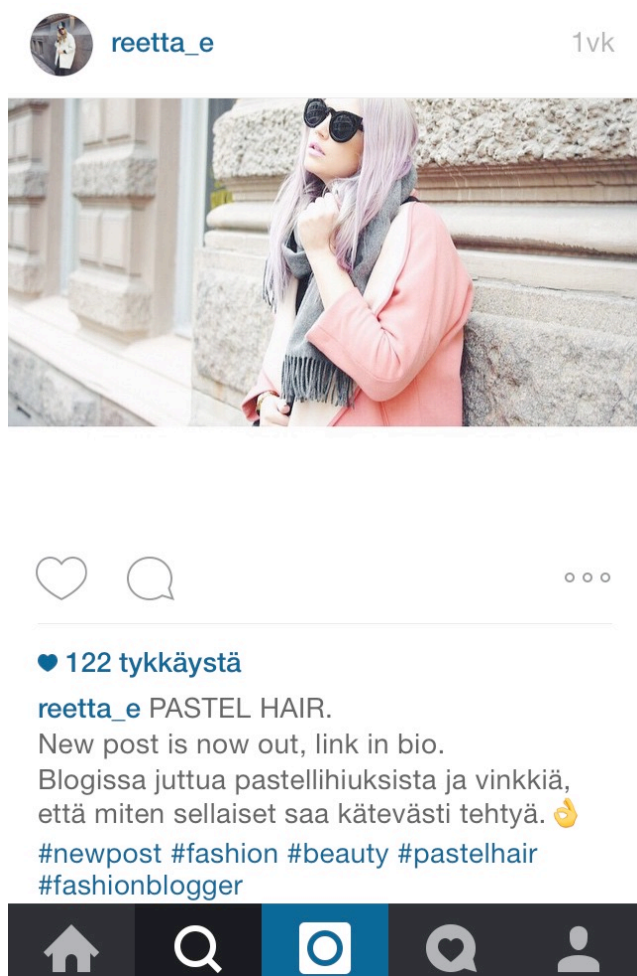 reetta_e
1vk
122 tykkäystä
reetta_e PASTEL HAIR.
New post is now out, link in bio.
Blogissa juttua pastellihiuksista ja vinkkiä,
että miten sellaiset saa kätevästi tehtyä.👌
#newpost #fashion #beauty #pastelhair
#fashionblogger